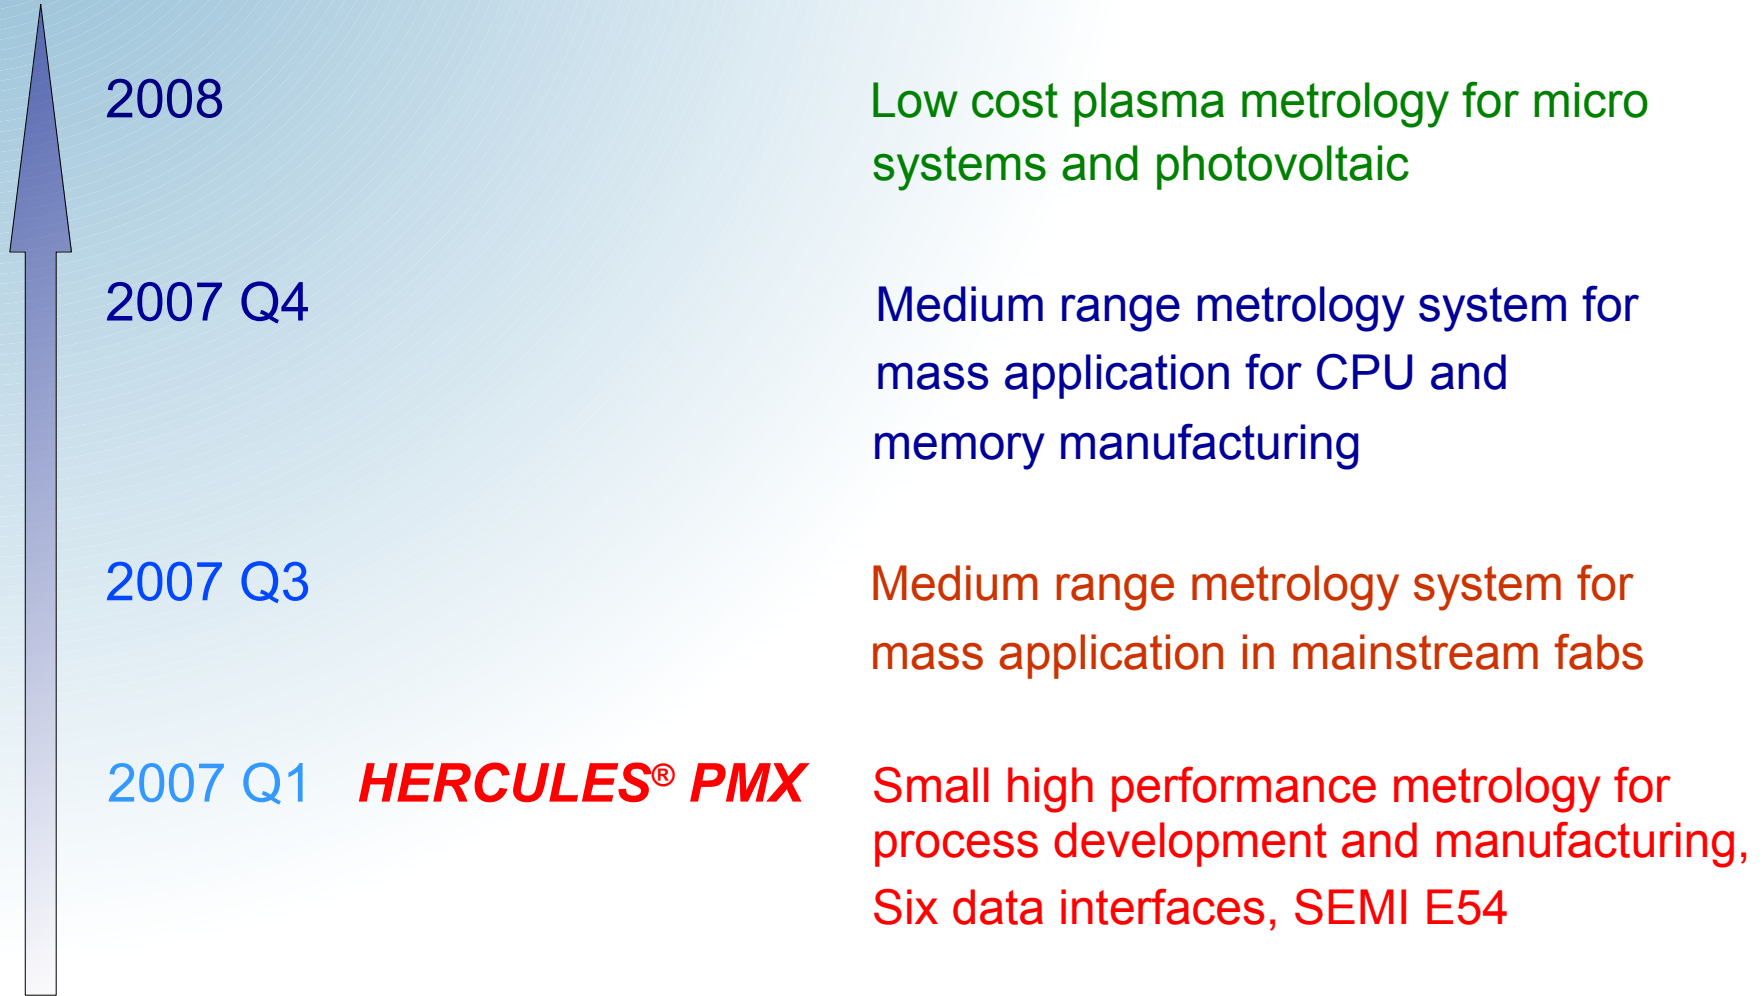 2008 Low cost plasma metrology for micro
systems and photovoltaic
2007 Q4 Medium range metrology system for
mass application for CPU and
memory manufacturing
2007 Q3 Medium range metrology system for
mass application in mainstream fabs
2007 Q1 HERCULES® PMX Small high performance metrology for
process development and manufacturing,
Six data interfaces, SEMI E54